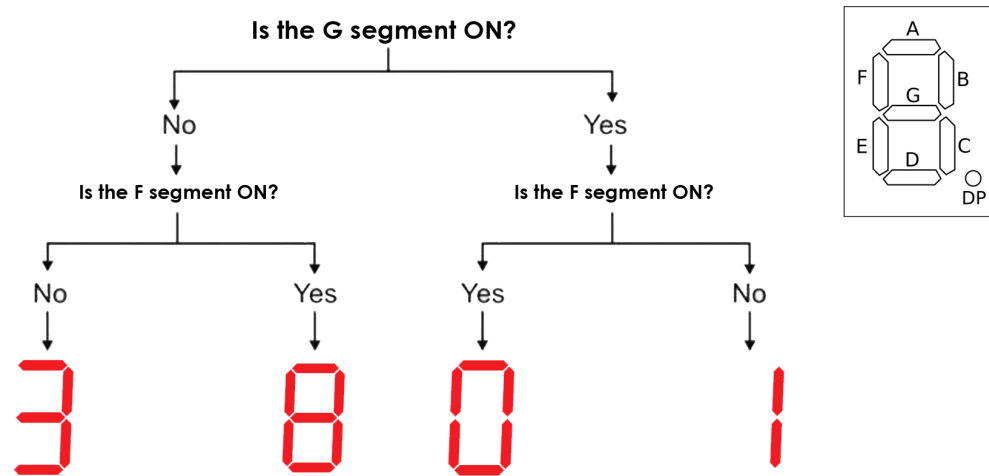 Is the G segment ON?
A
F
B
G
E
C
D
DP
No
Yes
Is the F segment ON?
Is the F segment ON?
No
Yes
Yes
No
3
8
0
1